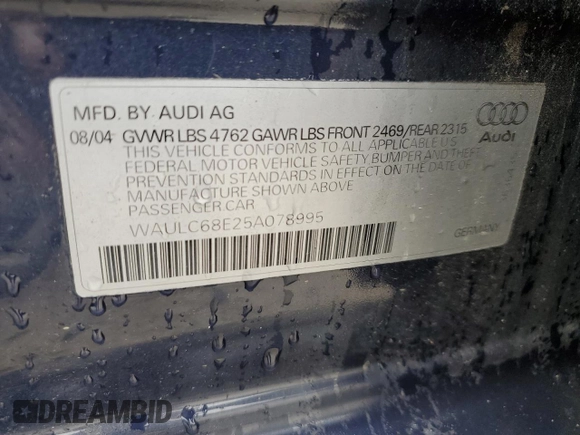 MFD. BY AUDI AG
08/04 GVWR LBS 4762 GAWR LBS FRONT 2469/REAR 2315
THIS VEHICLE CONFORMS TO ALL APPLICABLE U.S.
FEDERAL MOTOR VEHICLE SAFETY BUMPER AND THEFT
PREVENTION STANDARDS IN EFFECT ON THE DATE OF
MANUFACTURE SHOWN ABOVE
PASSENGER CAR
WAULC68E25A078995
Audi
GERMANY
DREAMBID